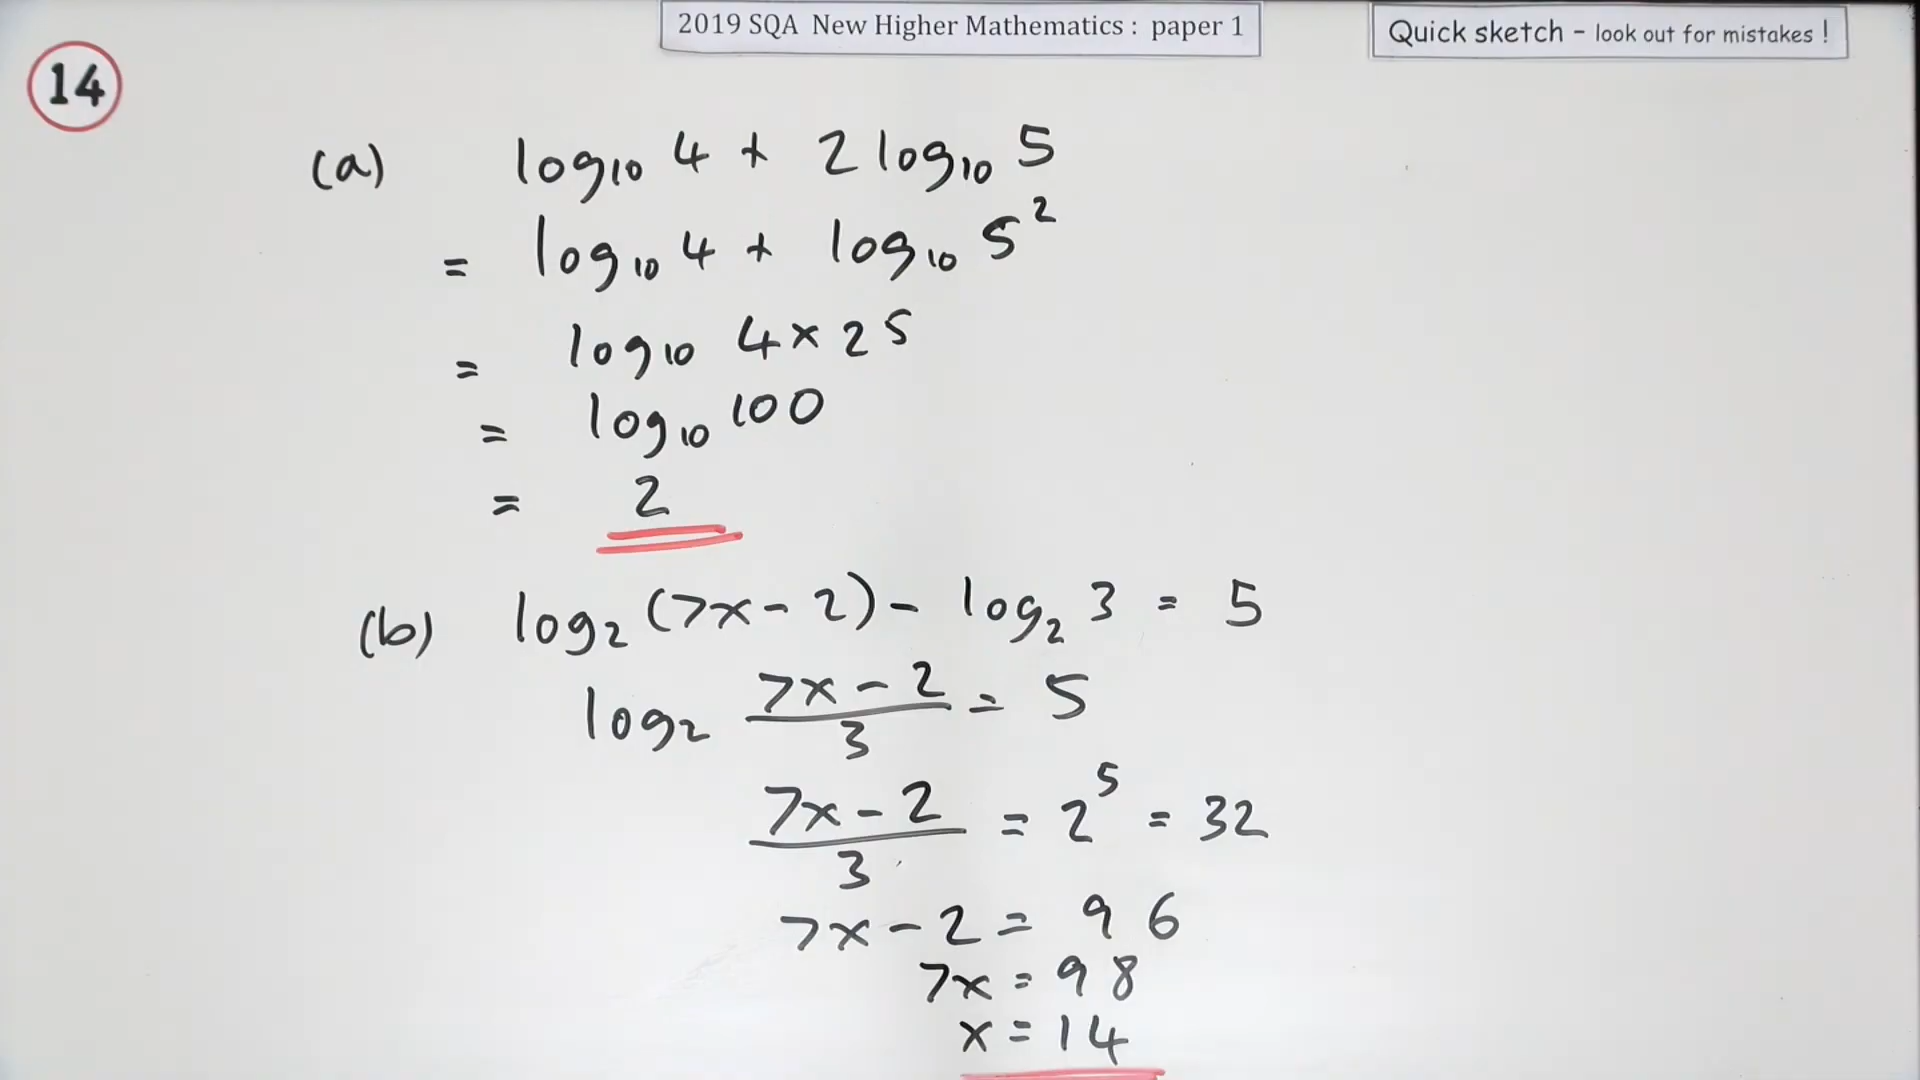 2019 SQA New Higher Mathematics : paper 1
Quick sketch – look out for mistakes !
14
(a) log₁₀ 4 + 2 log₁₀ 5
= log₁₀ 4 + log₁₀ 5²
= log₁₀ 4 × 25
= log₁₀ 100
= 2
(b) log₂ (7x - 2) - log₂ 3 = 5
log₂ (7x - 2)/3 = 5
(7x - 2)/3 = 2⁵ = 32
7x - 2 = 96
7x = 98
x = 14